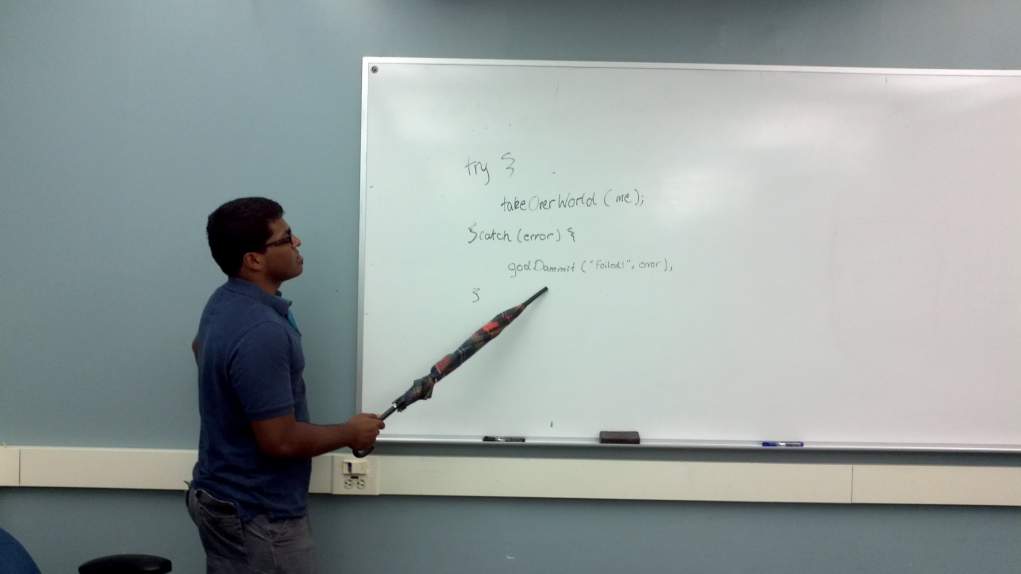 try {
takeOverWorld (me);
}catch (error) {
godDammit ("Failed!", error);
}